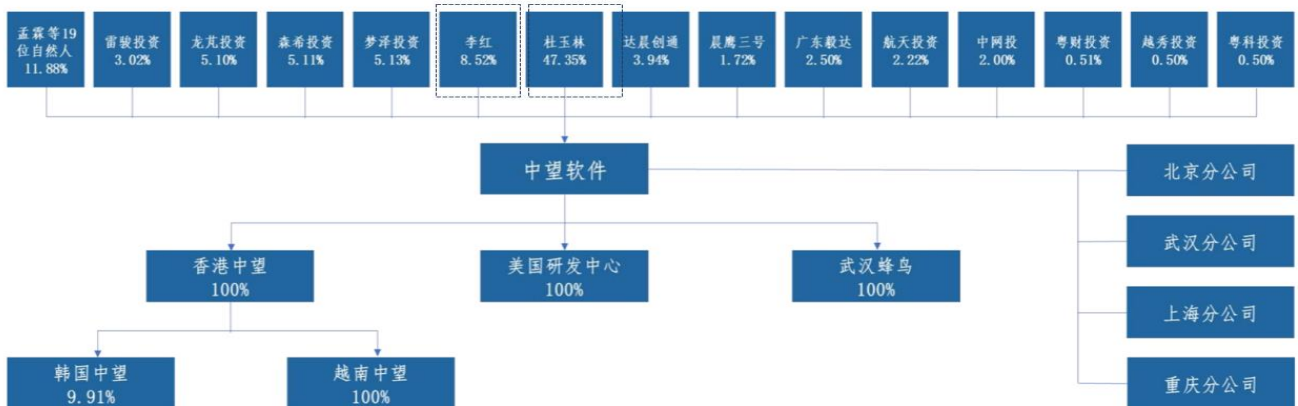 孟霖等19
位自然人
11.88%
雷骏投资
3.02%
龙芃投资
5.10%
森希投资
5.11%
梦泽投资
5.13%
李红
8.52%
杜玉林
47.35%
达晨创通
3.94%
晨鹰三号
1.72%
广东毅达
2.50%
航天投资
2.22%
中网投
2.00%
粤财投资
0.51%
越秀投资
0.50%
粤科投资
0.50%
中望软件
北京分公司
武汉分公司
上海分公司
重庆分公司
香港中望
100%
美国研发中心
100%
武汉蜂鸟
100%
韩国中望
9.91%
越南中望
100%